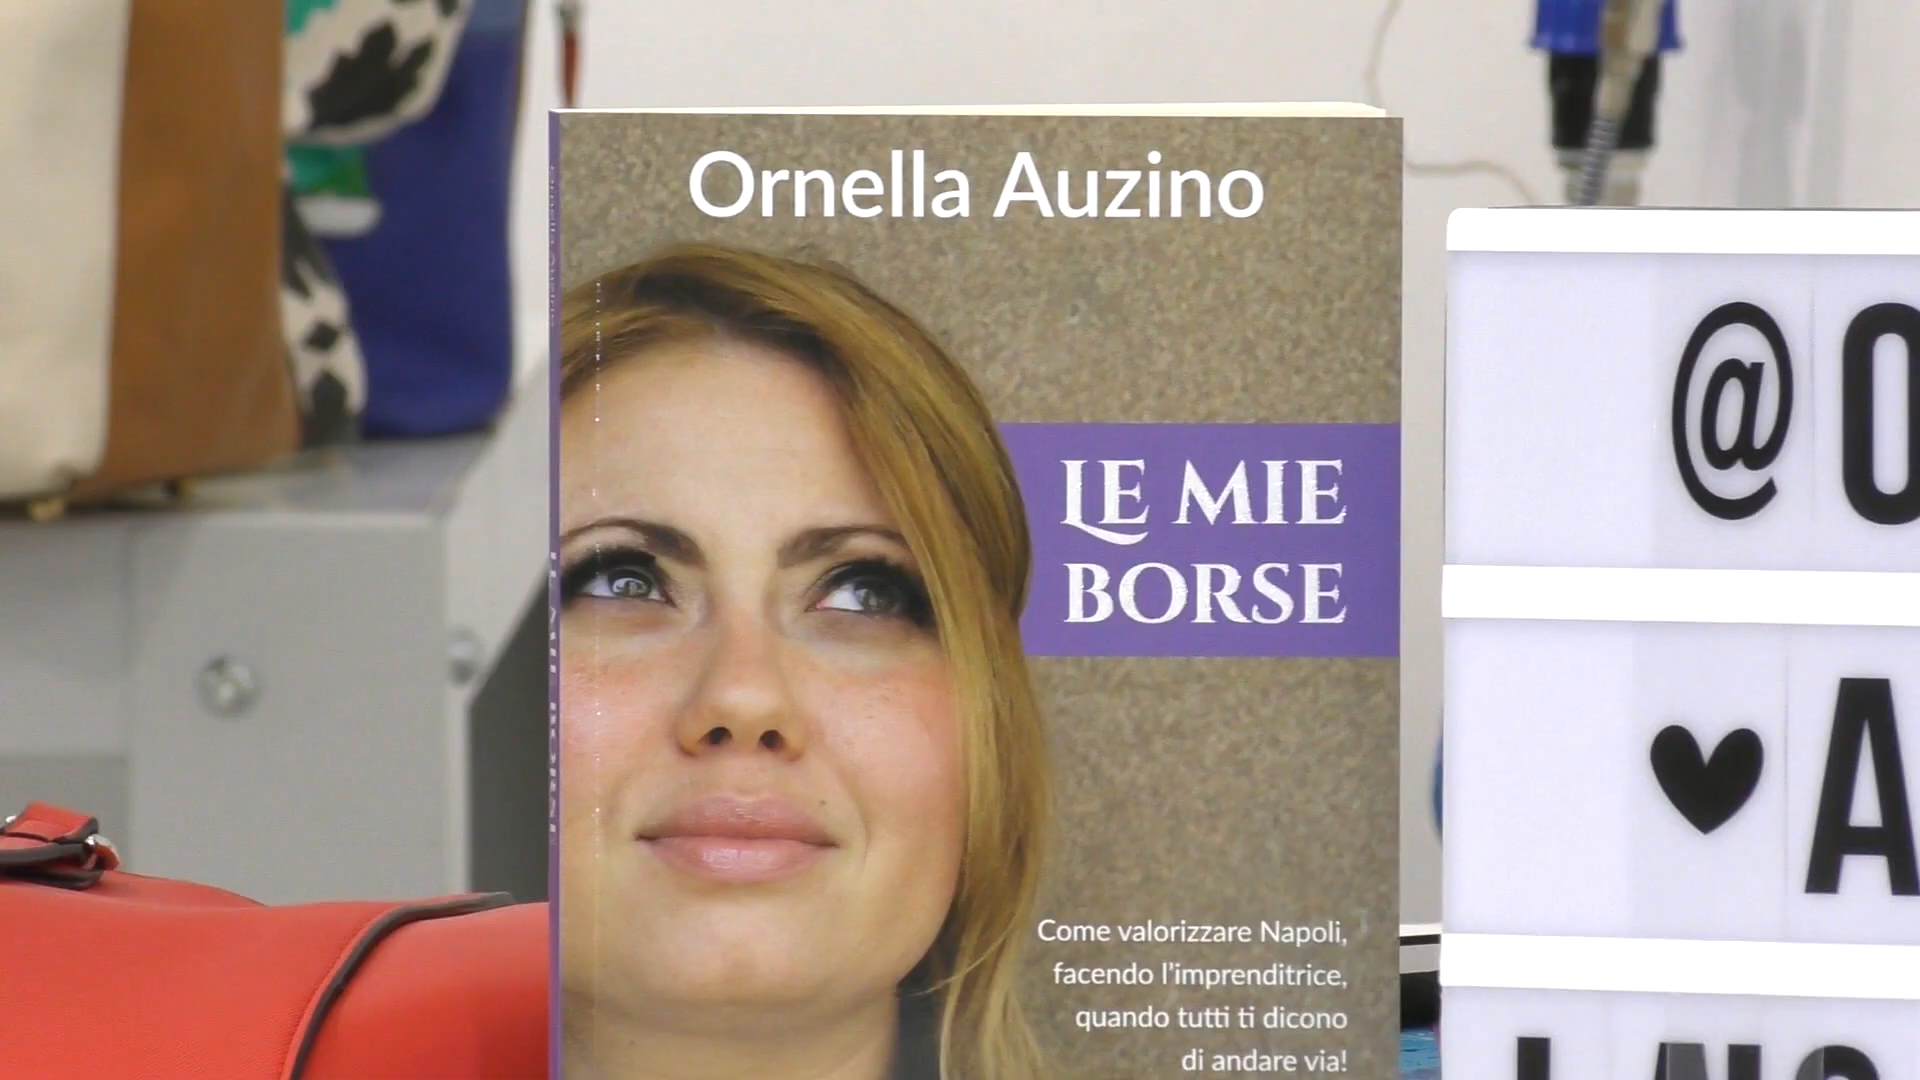 Ornella Auzino
LE MIE
BORSE
Come valorizzare Napoli,
facendo l'imprenditrice,
quando tutti ti dicono
di andare via!
@O
♥A